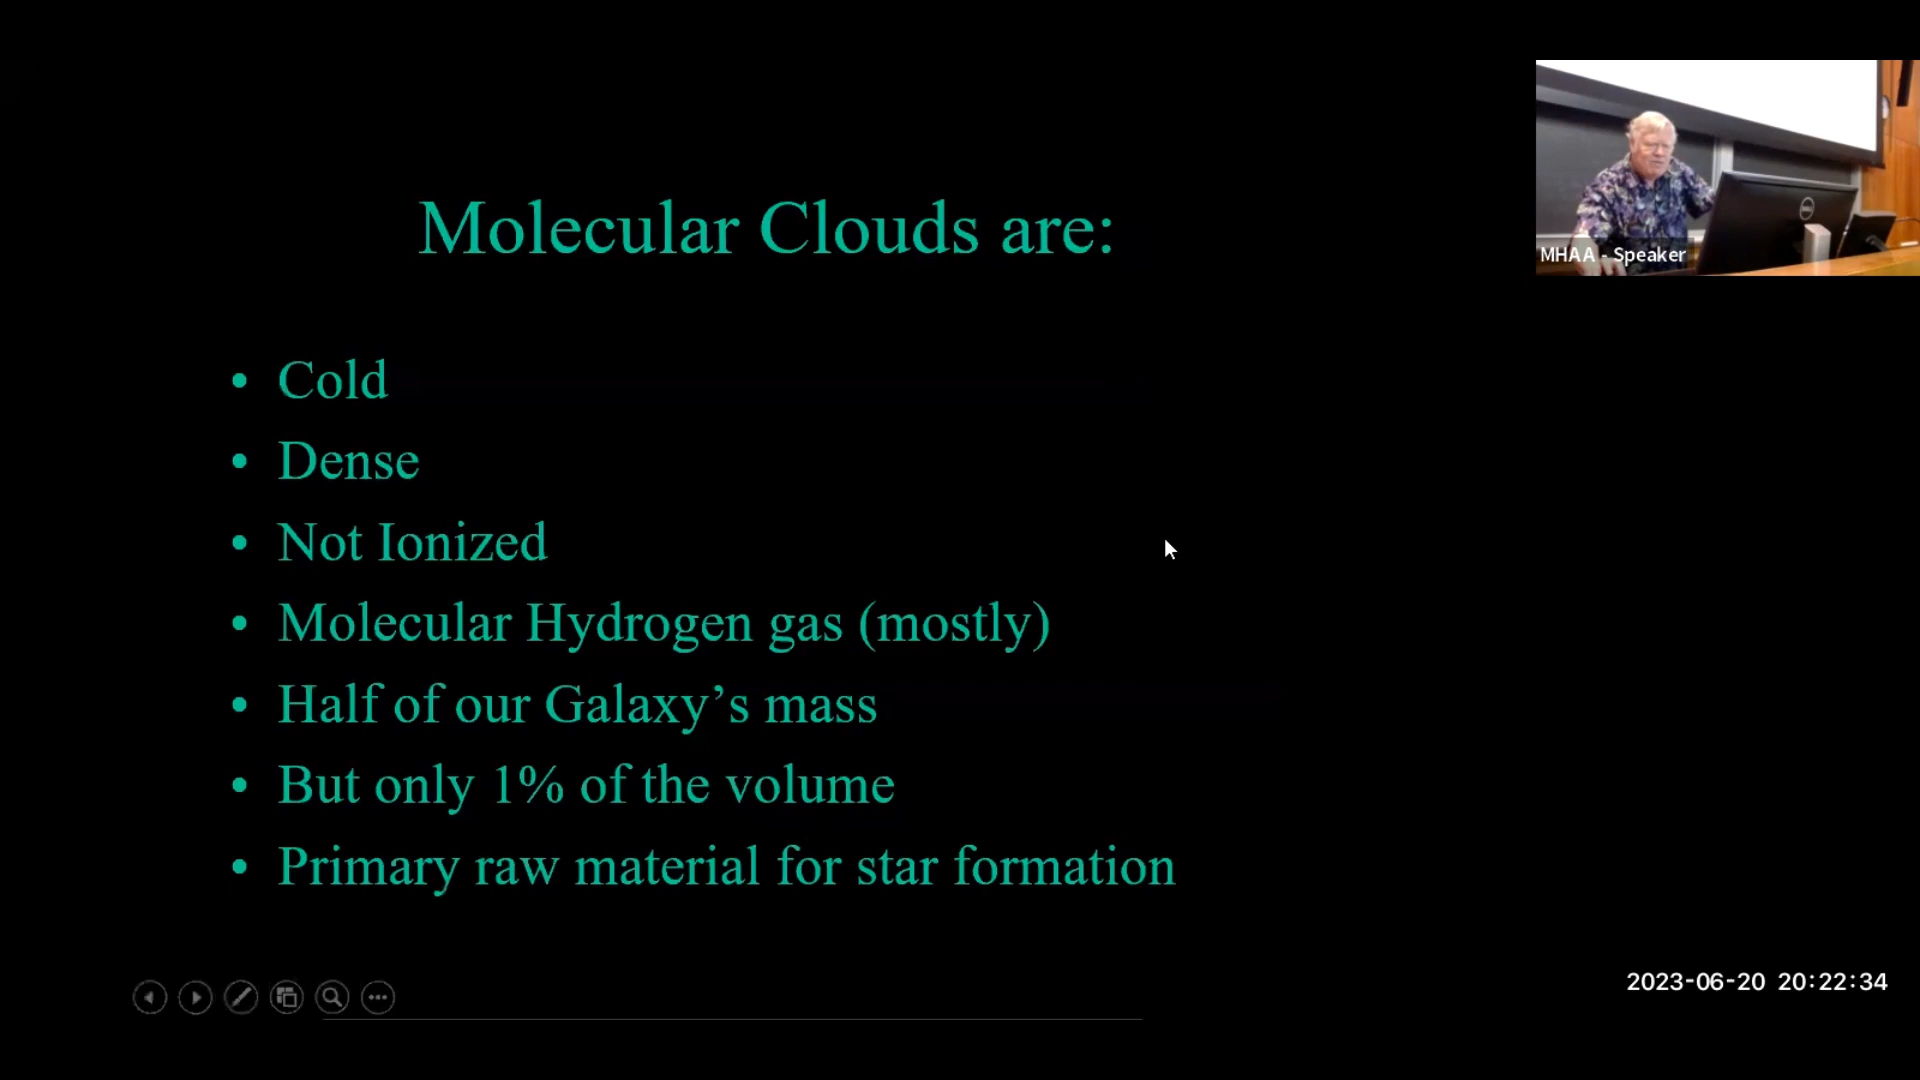 Molecular Clouds are:
• Cold
• Dense
• Not Ionized
• Molecular Hydrogen gas (mostly)
• Half of our Galaxy’s mass
• But only 1% of the volume
• Primary raw material for star formation
MHAA - Speaker
2023-06-20 20:22:34